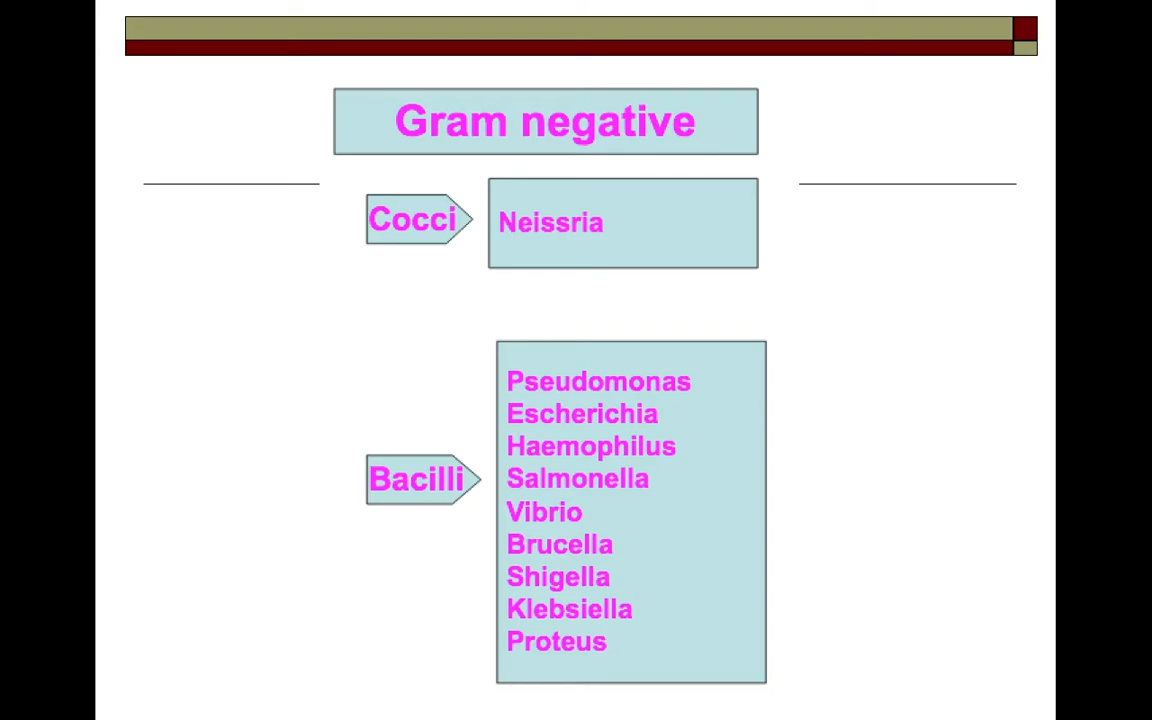 Gram negative
Cocci
Neissria
Bacilli
Pseudomonas
Escherichia
Haemophilus
Salmonella
Vibrio
Brucella
Shigella
Klebsiella
Proteus